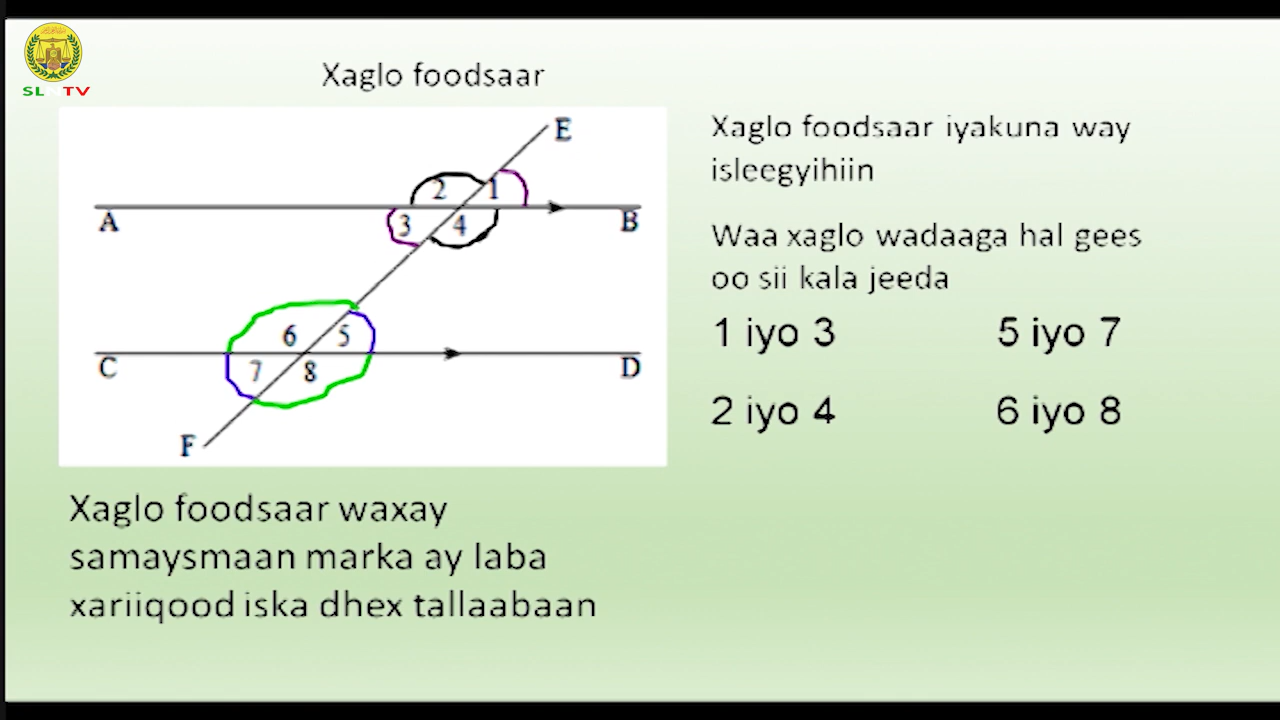 SLNTV
Xaglo foodsaar
E
2 1
A B
3 4
6 5
C D
7 8
F
Xaglo foodsaar iyakuna way
isleegyihiin
Waa xaglo wadaaga hal gees
oo sii kala jeeda
1 iyo 3 5 iyo 7
2 iyo 4 6 iyo 8
Xaglo foodsaar waxay
samaysmaan marka ay laba
xariiqood iska dhex tallaabaan